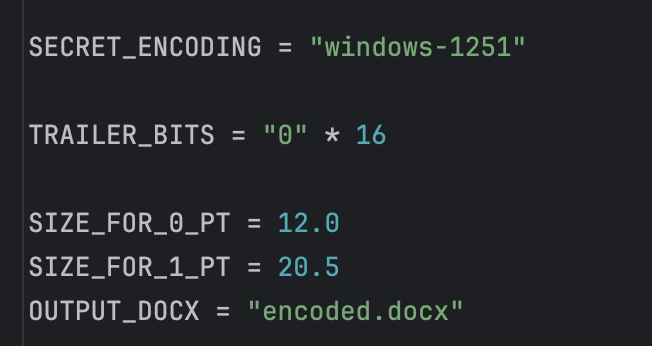 SECRET_ENCODING = "windows-1251"
TRAILER_BITS = "0" * 16
SIZE_FOR_0_PT = 12.0
SIZE_FOR_1_PT = 20.5
OUTPUT_DOCX = "encoded.docx"